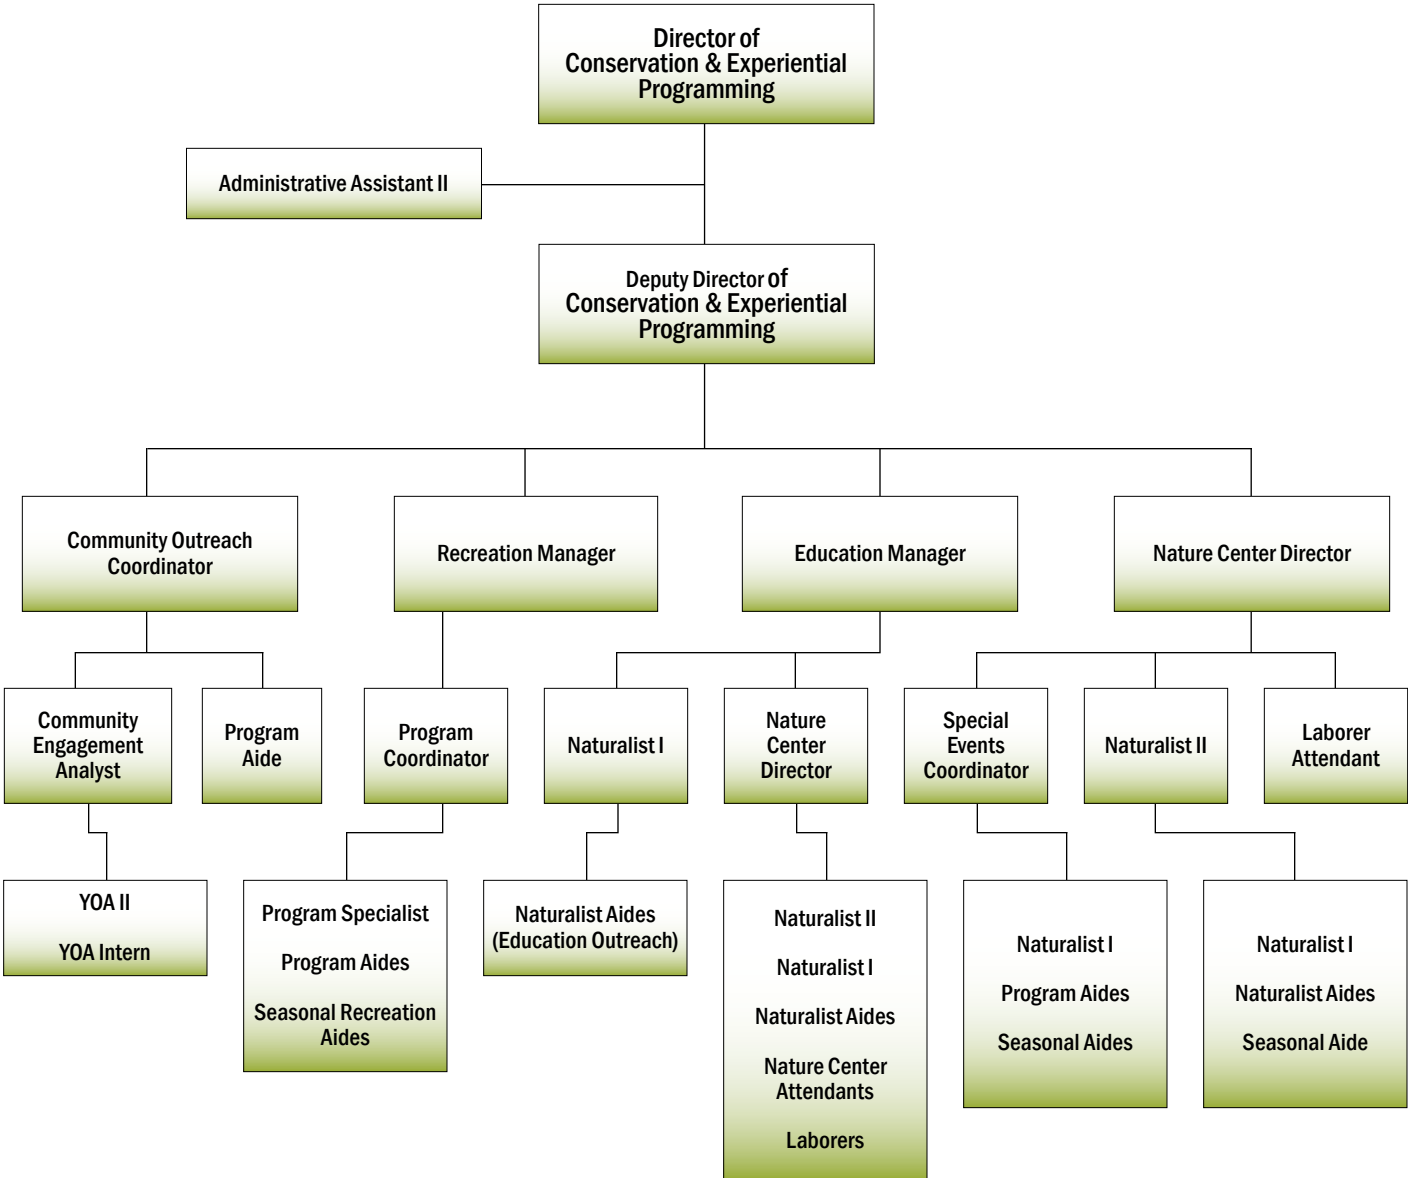 Director of
Conservation & Experiential
Programming
Administrative Assistant II
Deputy Director of
Conservation & Experiential
Programming
Community Outreach
Coordinator
Recreation Manager
Education Manager
Nature Center Director
Community
Engagement
Analyst
Program
Aide
Program
Coordinator
Naturalist I
Nature
Center
Director
Special
Events
Coordinator
Naturalist II
Laborer
Attendant
YOA II
YOA Intern
Program Specialist
Program Aides
Seasonal Recreation
Aides
Naturalist Aides
(Education Outreach)
Naturalist II
Naturalist I
Naturalist Aides
Nature Center
Attendants
Laborers
Naturalist I
Program Aides
Seasonal Aides
Naturalist I
Naturalist Aides
Seasonal Aide